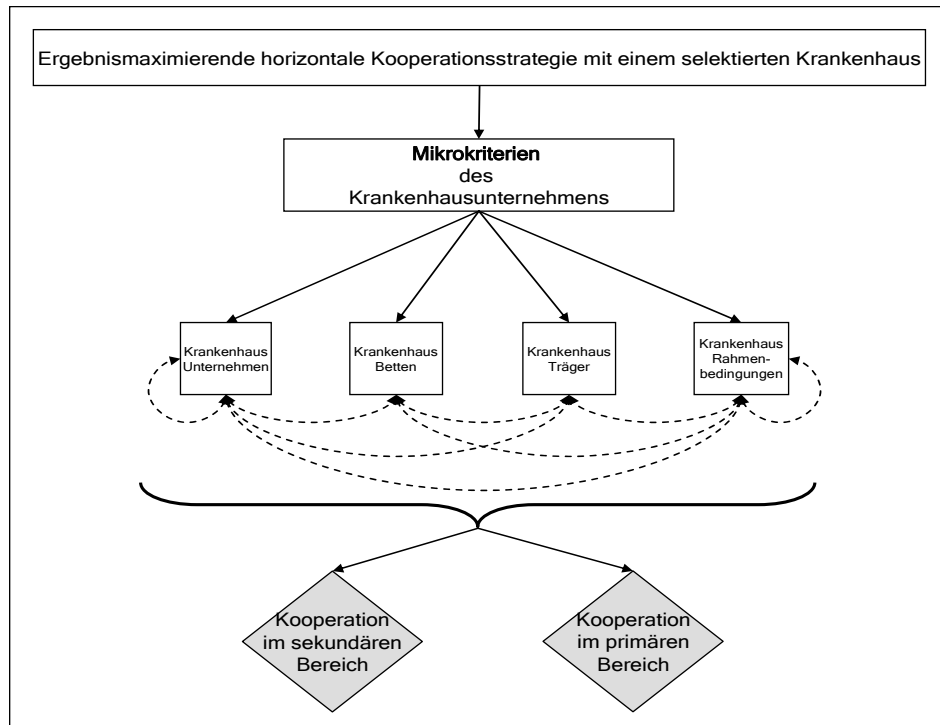 Ergebnismaximierende horizontale Kooperationsstrategie mit einem selektierten Krankenhaus
Mikrokriterien
des
Krankenhausunternehmens
Krankenhaus
Unternehmen
Krankenhaus
Betten
Krankenhaus
Träger
Krankenhaus
Rahmen-
bedingungen
Kooperation
im sekundären
Bereich
Kooperation
im primären
Bereich